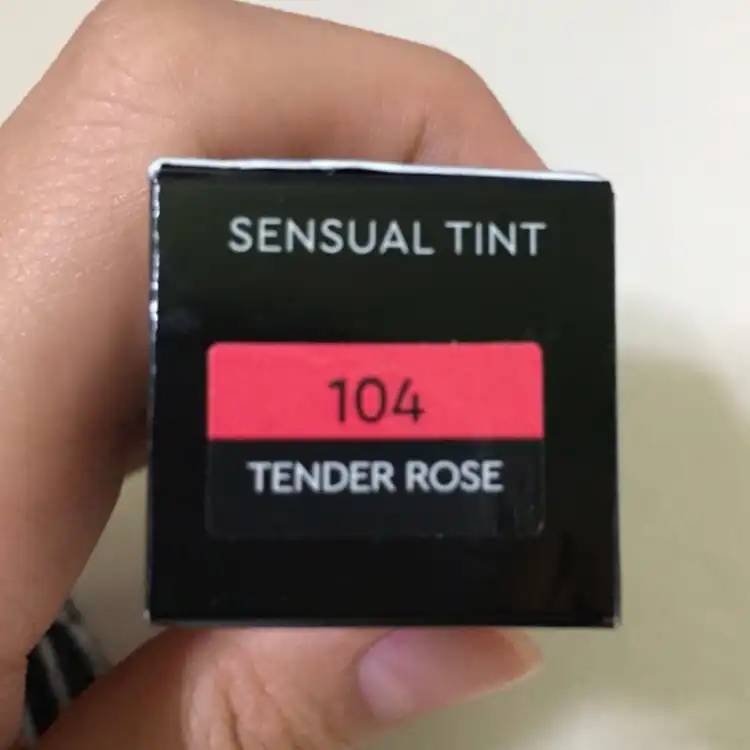 SENSUAL TINT
104
TENDER ROSE